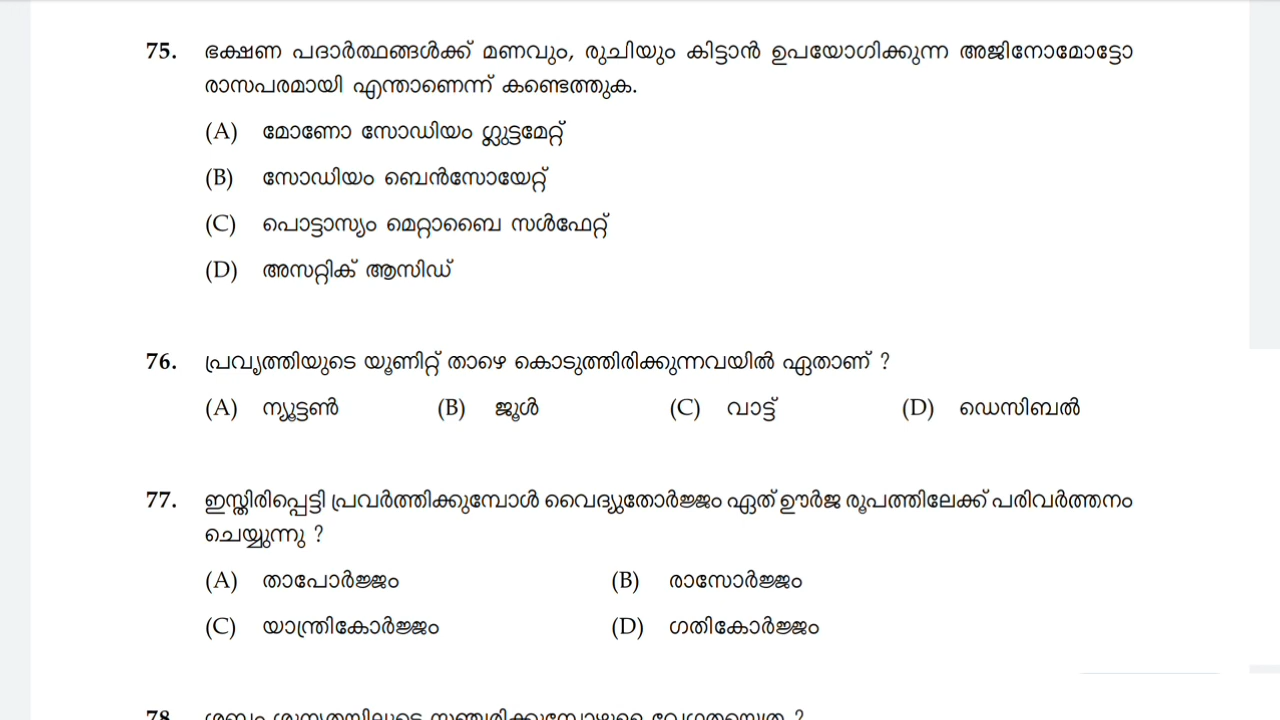 75. ഭക്ഷണ പദാർത്ഥങ്ങൾക്ക് മണവും, രുചിയും കിട്ടാൻ ഉപയോഗിക്കുന്ന അജിനോമോട്ടോ
രാസപരമായി എന്താണെന്ന് കണ്ടെത്തുക.
(A) മോണോ സോഡിയം ഗ്ലുട്ടമേറ്റ്
(B) സോഡിയം ബെൻസോയേറ്റ്
(C) പൊട്ടാസ്യം മെറ്റാബൈ സൾഫേറ്റ്
(D) അസറ്റിക് ആസിഡ്
76. പ്രവൃത്തിയുടെ യൂണിറ്റ് താഴെ കൊടുത്തിരിക്കുന്നവയിൽ ഏതാണ് ?
(A) ന്യൂട്ടൺ (B) ജൂൾ (C) വാട്ട് (D) ഡെസിബൽ
77. ഇസ്തിരിപ്പെട്ടി പ്രവർത്തിക്കുമ്പോൾ വൈദ്യുതോർജ്ജം ഏത് ഊർജ രൂപത്തിലേക്ക് പരിവർത്തനം
ചെയ്യുന്നു ?
(A) താപോർജ്ജം (B) രാസോർജ്ജം
(C) യാന്ത്രികോർജ്ജം (D) ഗതികോർജ്ജം
78. ?